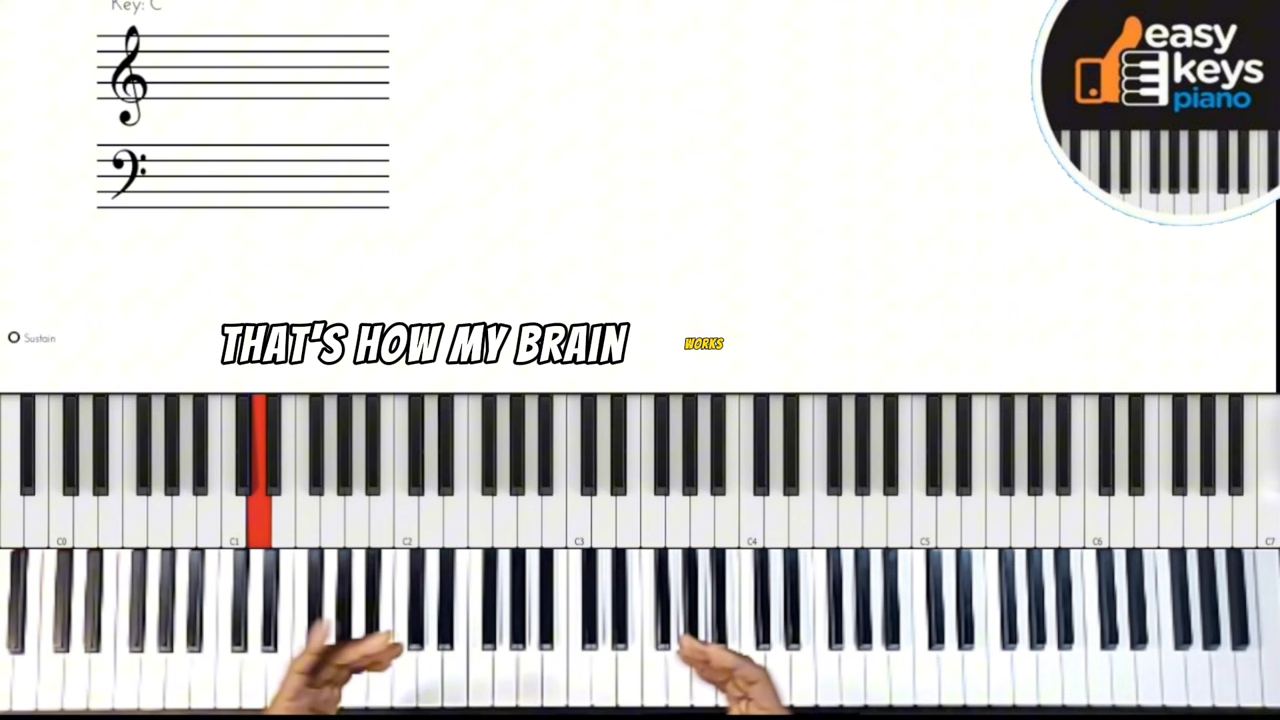 Key: C
easy
keys
piano
Sustain
THAT'S HOW MY BRAIN WORKS
C0 C1 C2 C3 C4 C5 C6 C7